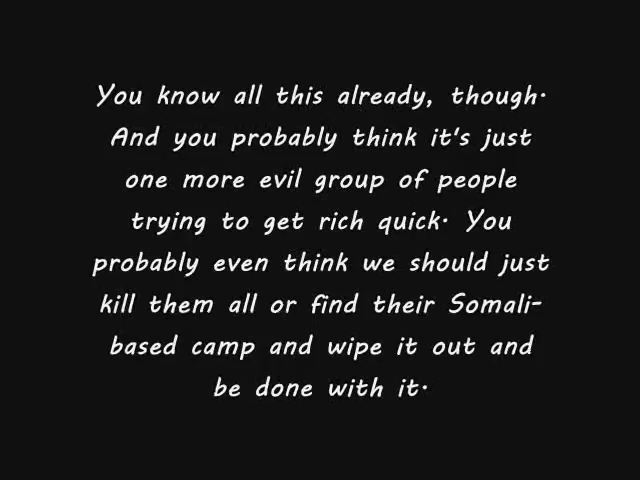 You know all this already, though.
And you probably think it's just
one more evil group of people
trying to get rich quick. You
probably even think we should just
kill them all or find their Somali-
based camp and wipe it out and
be done with it.